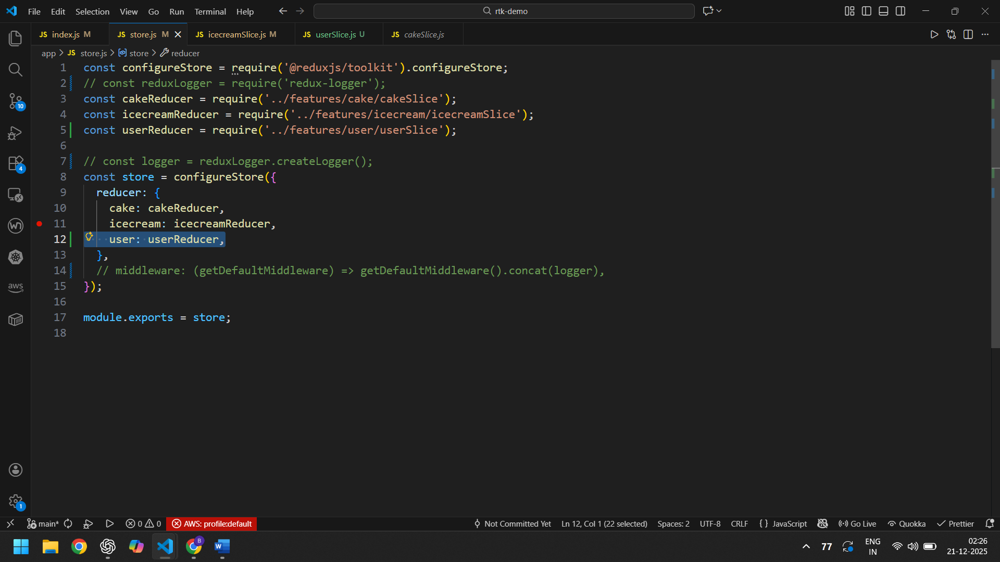 File Edit Selection View Go Run Terminal Help rtk-demo
JS index.js M JS store.js M JS icecreamSlice.js M JS userSlice.js U JS cakeSlice.js
app > JS store.js > store > reducer
1 const configureStore = require('@reduxjs/toolkit').configureStore;
2 // const reduxLogger = require('redux-logger');
3 const cakeReducer = require('../features/cake/cakeSlice');
4 const icecreamReducer = require('../features/icecream/icecreamSlice');
5 const userReducer = require('../features/user/userSlice');
6
7 // const logger = reduxLogger.createLogger();
8 const store = configureStore({
9 reducer: {
10 cake: cakeReducer,
11 icecream: icecreamReducer,
12 user: userReducer,
13 },
14 // middleware: (getDefaultMiddleware) => getDefaultMiddleware().concat(logger),
15 });
16
17 module.exports = store;
18
10
4
aws
1
main* 0 0 AWS: profile:default Not Committed Yet Ln 12, Col 1 (22 selected) Spaces: 2 UTF-8 CRLF {} JavaScript Go Live Quokka Prettier
B W 77 ENG IN 02:26
21-12-2025